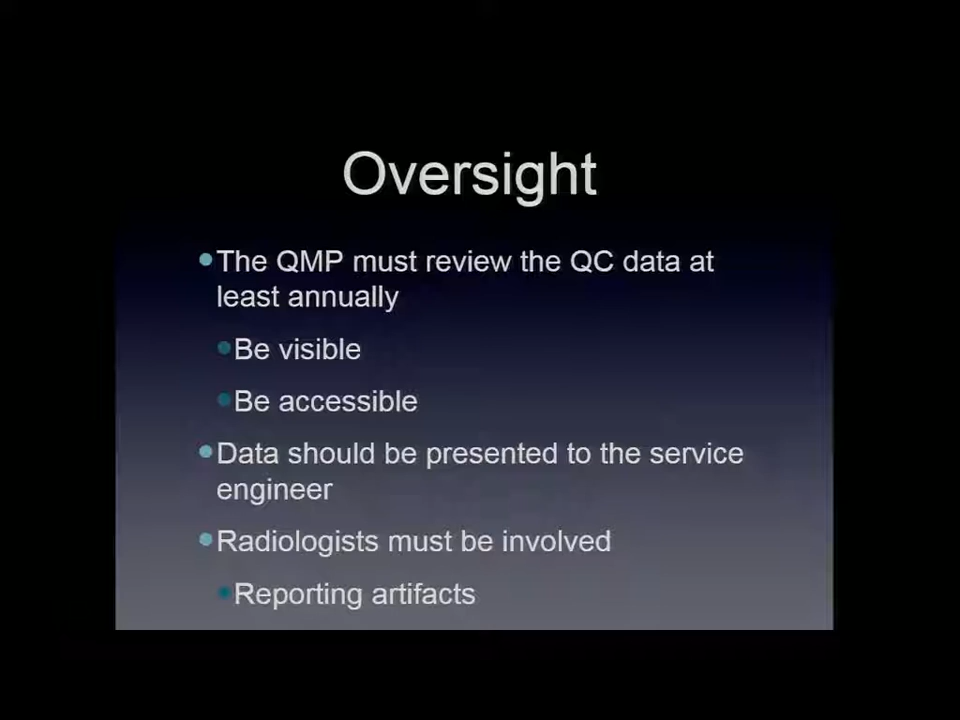 Oversight
•The QMP must review the QC data at
least annually
•Be visible
•Be accessible
•Data should be presented to the service
engineer
•Radiologists must be involved
•Reporting artifacts